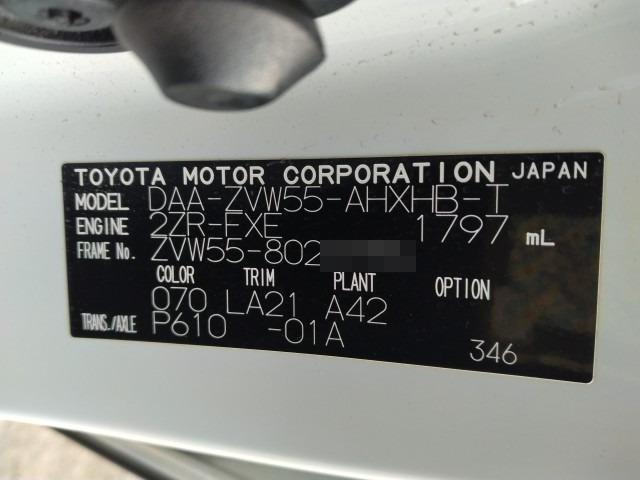 TOYOTA MOTOR CORPORATION JAPAN
MODEL DAA-ZVW55-AHXHB-T
ENGINE 2ZR-FXE 1797 mL
FRAME No. ZVW55-802
COLOR TRIM PLANT OPTION
070 LA21 A42
TRANS./AXLE P610 -01A
346